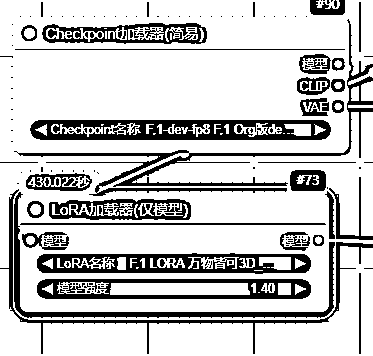 #90
Checkpoint加载器(简易)
模型
CLIP
VAE
Checkpoint名称 F.1-dev-fp8 F.1 Org版de...
430.022秒
#73
LoRA加载器(仅模型)
模型 模型
LoRA名称 F.1 LORA 万物皆可3D_...
模型强度 1.40